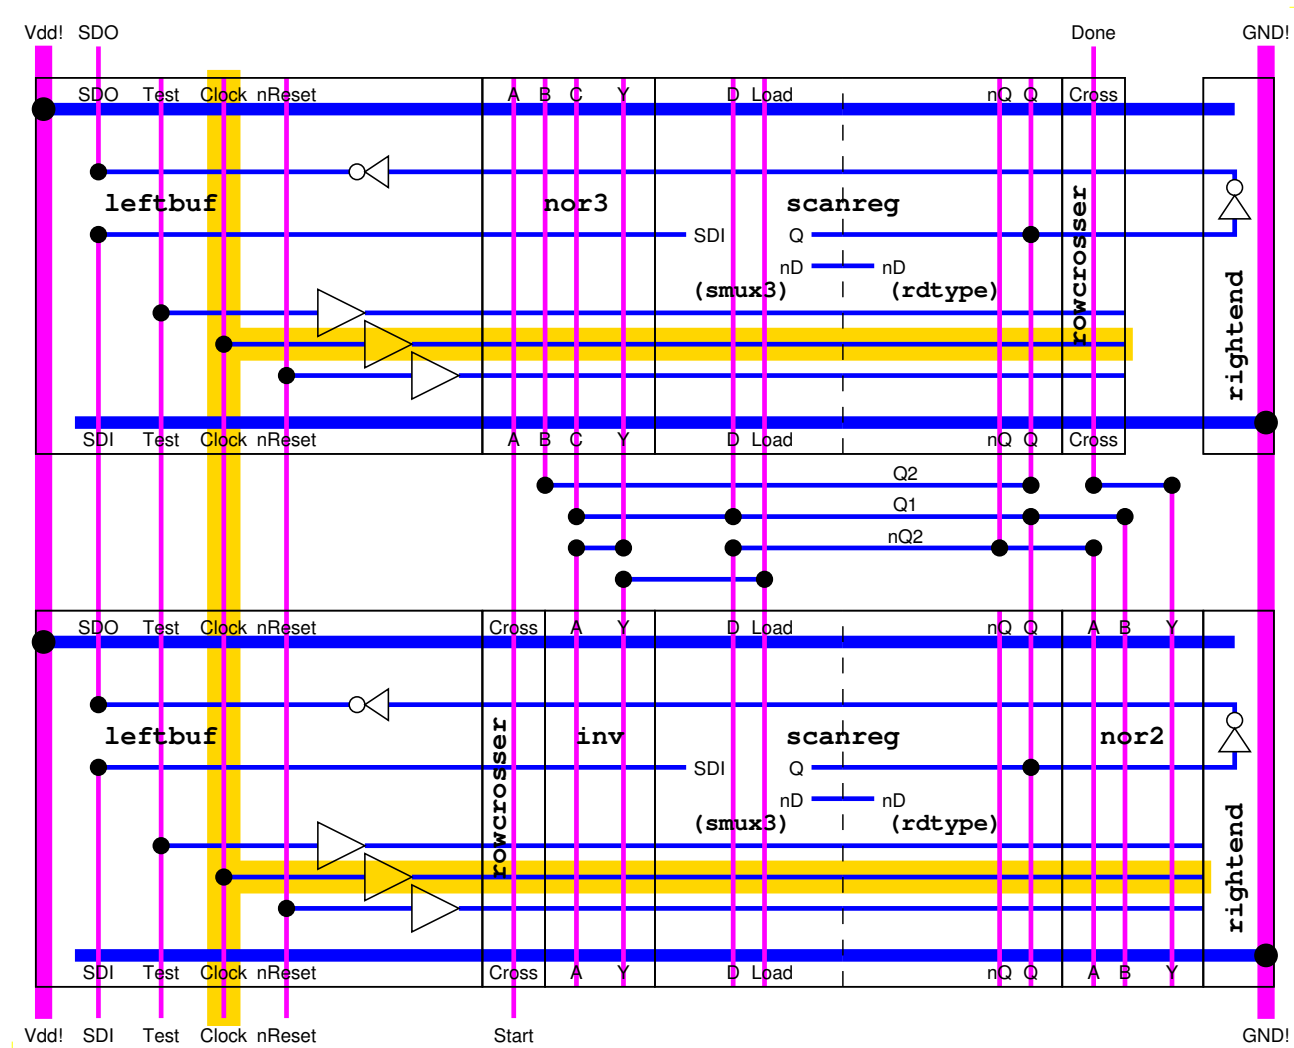 Vdd! SDO Done GND!
SDO Test Clock nReset A B C Y D Load nQ Q Cross
leftbuf nor3 scanreg rowcrosser
SDI Q
nD nD
(smux3) (rdtype)
rightend
SDI Test Clock nReset A B C Y D Load nQ Q Cross
Q2
Q1
nQ2
SDO Test Clock nReset Cross A Y D Load nQ Q A B Y
leftbuf rowcrosser inv scanreg nor2
SDI Q
nD nD
(smux3) (rdtype)
rightend
SDI Test Clock nReset Cross A Y D Load nQ Q A B Y
Vdd! SDI Test Clock nReset Start GND!